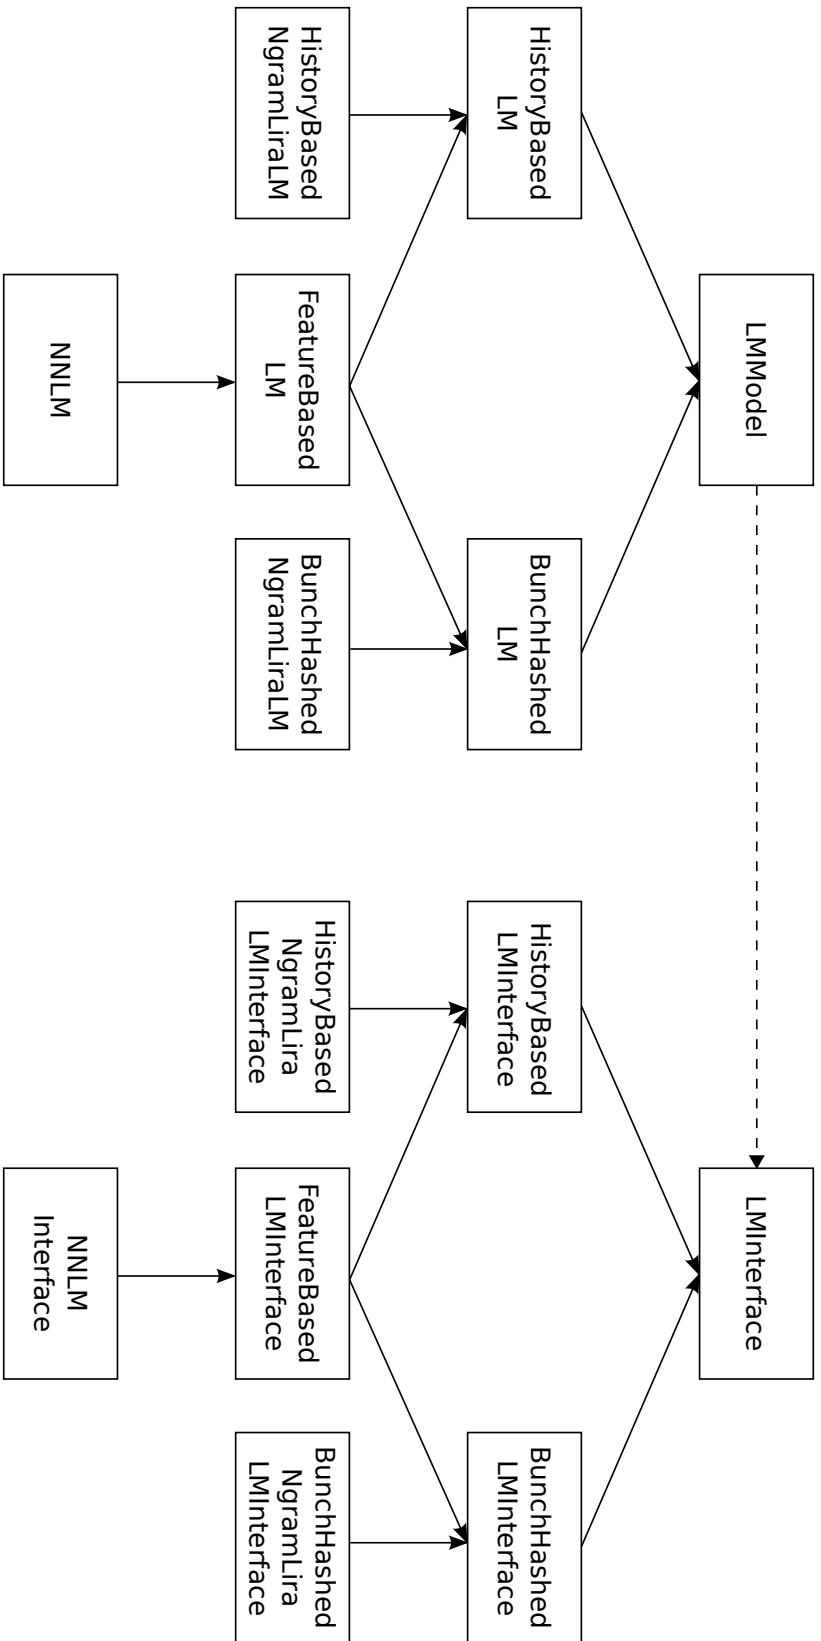 LMModel
LMInterface
HistoryBased
LM
BunchHashed
LM
HistoryBased
LMInterface
BunchHashed
LMInterface
HistoryBased
NgramLiraLM
FeatureBased
LM
BunchHashed
NgramLiraLM
HistoryBased
NgramLira
LMInterface
FeatureBased
LMInterface
BunchHashed
NgramLira
LMInterface
NNLM
NNLM
Interface